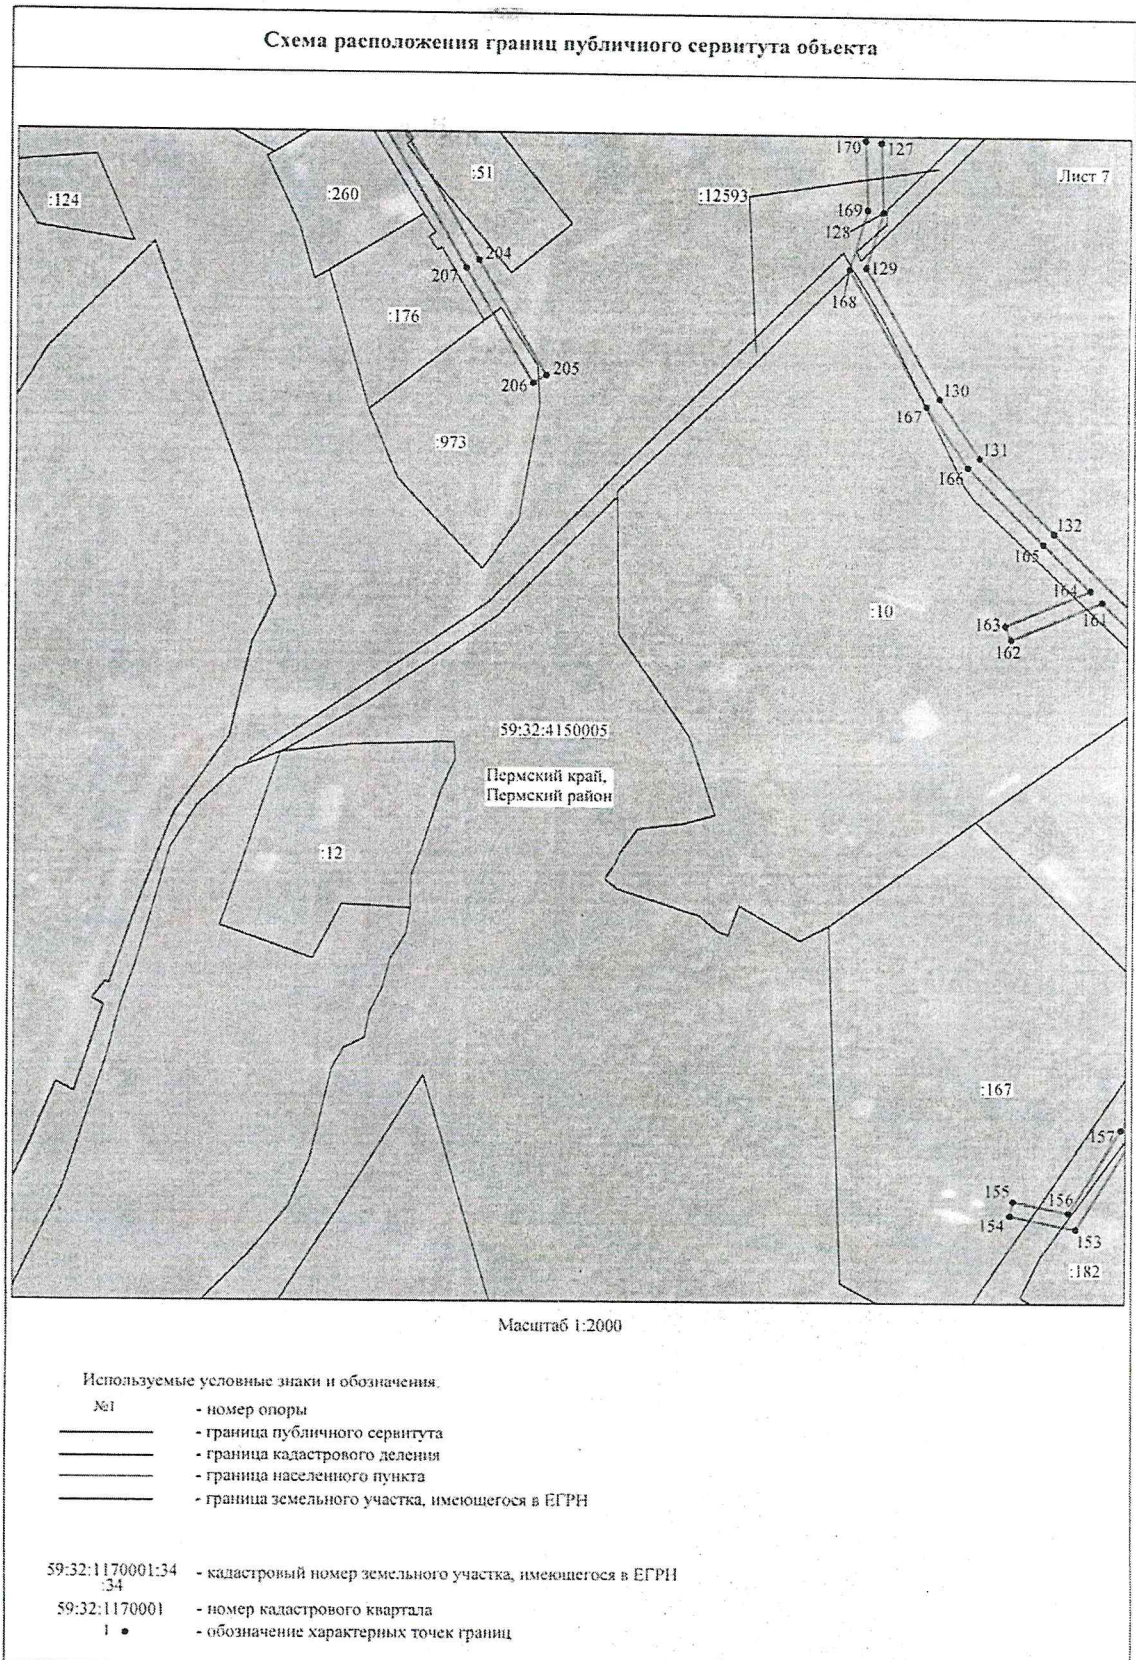 Схема расположения границ публичного сервитута объекта
Лист 7
170
127
:51
:124
:260
:12593
169
128
204
207
129
168
:176
205
206
130
167
:973
131
166
132
165
164
:10
161
163
162
59:32:4150005
Пермский край,
Пермский район
:12
:167
157
155
156
154
153
:182
Масштаб 1:2000
Используемые условные знаки и обозначения.
№1 - номер опоры
- граница публичного сервитута
- граница кадастрового деления
- граница населенного пункта
- граница земельного участка, имеющегося в ЕГРН
59:32:1170001:34
:34 - кадастровый номер земельного участка, имеющегося в ЕГРН
59:32:1170001 - номер кадастрового квартала
1 - обозначение характерных точек границ